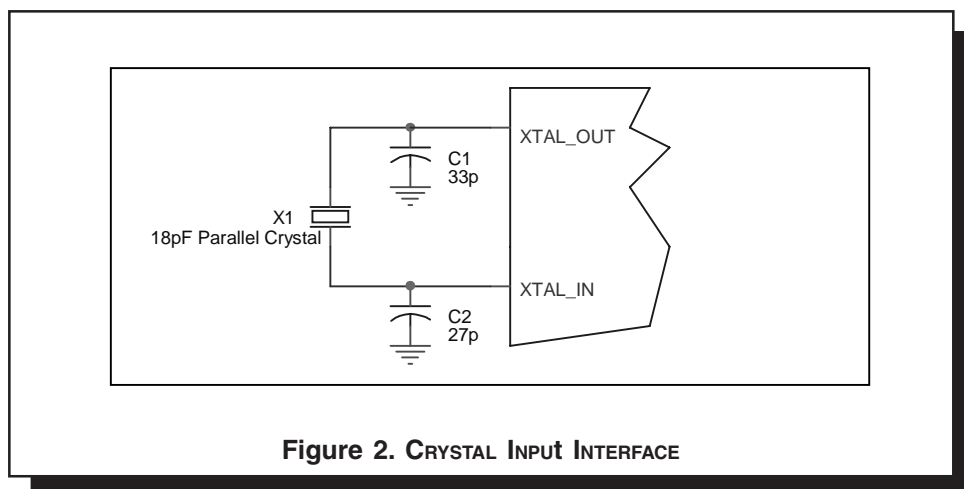 XTAL_OUT
C1
33p
X1
18pF Parallel Crystal
XTAL_IN
C2
27p
Figure 2. CRYSTAL INPUt INTERFACE